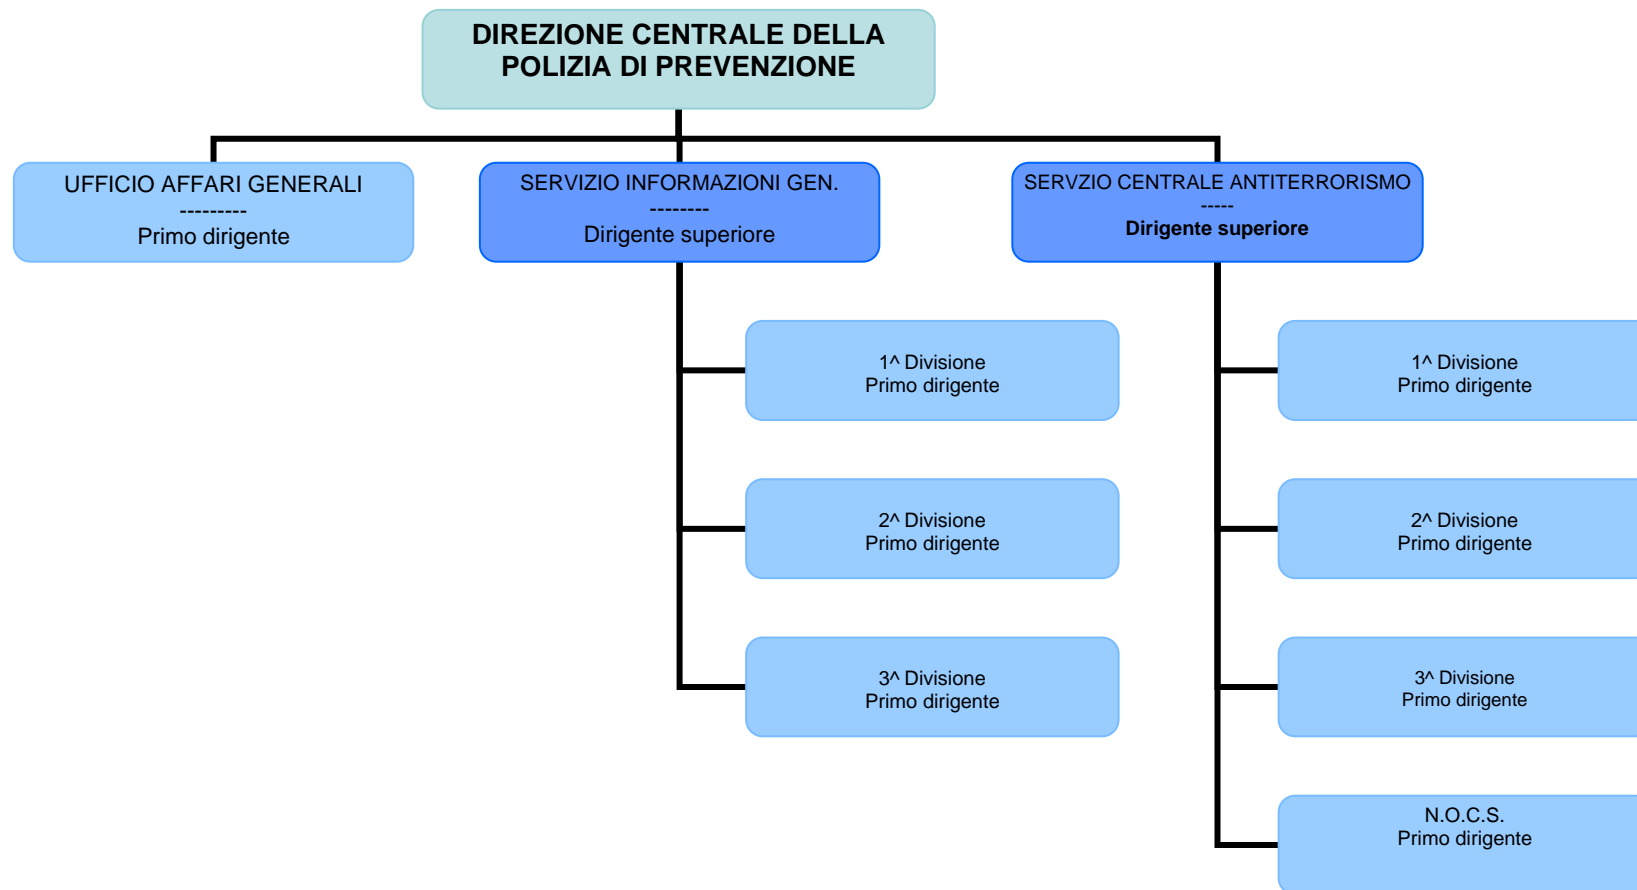 DIREZIONE CENTRALE DELLA
POLIZIA DI PREVENZIONE
UFFICIO AFFARI GENERALI
---------
Primo dirigente
SERVIZIO INFORMAZIONI GEN.
--------
Dirigente superiore
SERVZIO CENTRALE ANTITERRORISMO
-----
Dirigente superiore
1^ Divisione
Primo dirigente
2^ Divisione
Primo dirigente
3^ Divisione
Primo dirigente
1^ Divisione
Primo dirigente
2^ Divisione
Primo dirigente
3^ Divisione
Primo dirigente
N.O.C.S.
Primo dirigente